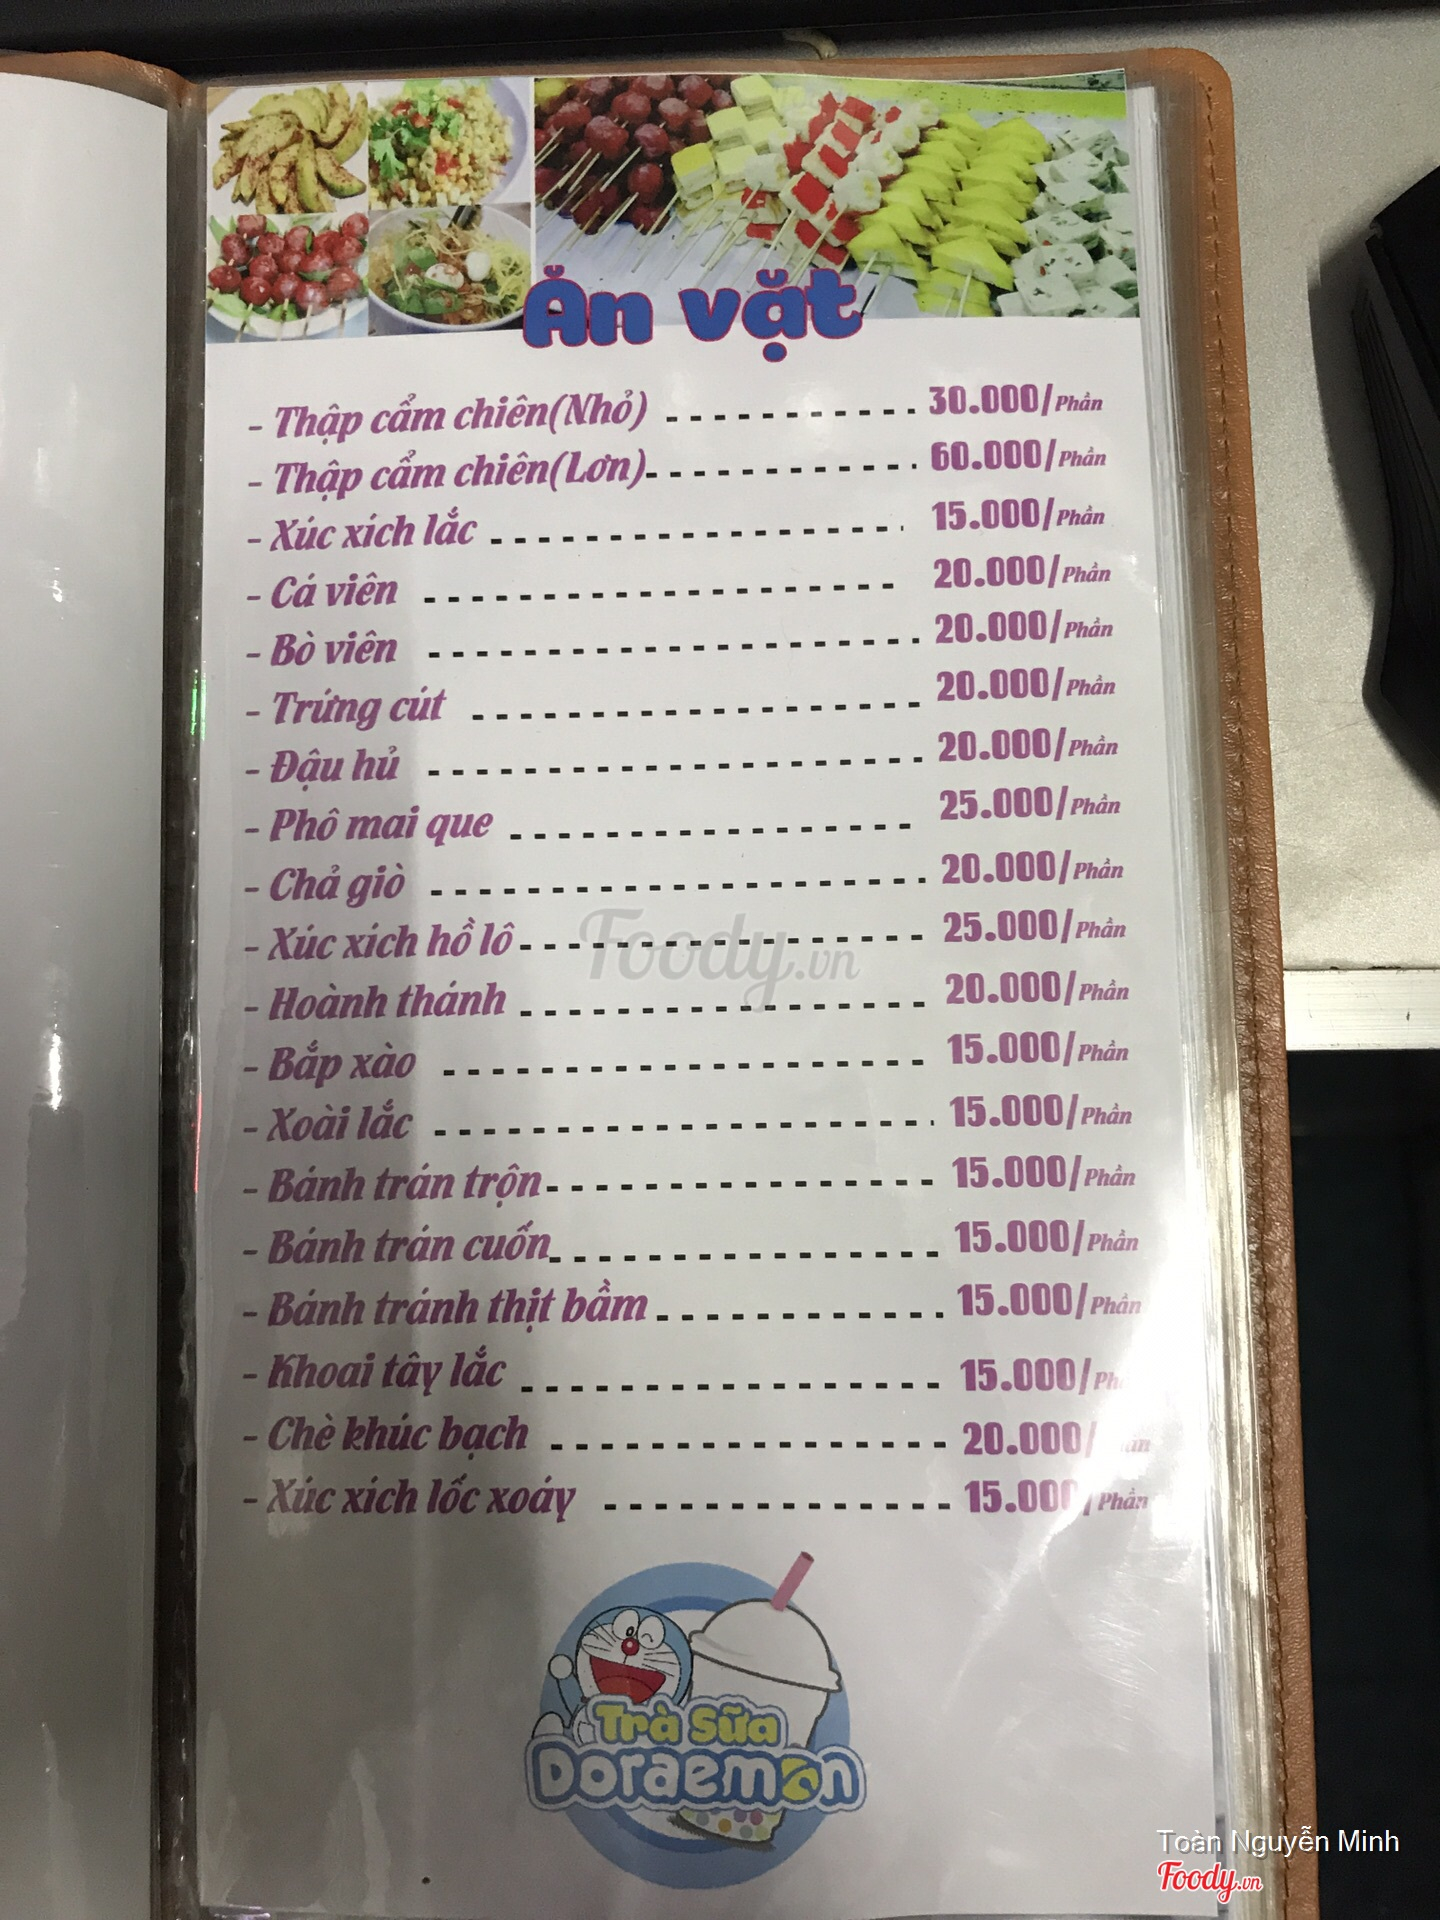 Ăn vặt
- Thập cẩm chiên(Nhỏ) 30.000/Phần
- Thập cẩm chiên(Lơn) 60.000/Phần
- Xúc xích lắc 15.000/Phần
- Cá viên 20.000/Phần
- Bò viên 20.000/Phần
- Trứng cút 20.000/Phần
- Đậu hủ 20.000/Phần
- Phô mai que 25.000/Phần
- Chả giò 20.000/Phần
- Xúc xích hồ lô 25.000/Phần
Foody.vn
- Hoành thánh 20.000/Phần
- Bắp xào 15.000/Phần
- Xoài lắc 15.000/Phần
- Bánh trán trộn 15.000/Phần
- Bánh trán cuốn 15.000/Phần
- Bánh tránh thịt bầm 15.000/Phần
- Khoai tây lắc 15.000/Ph
- Chè khúc bạch 20.000/
- Xúc xích lốc xoáy 15.000/Phần
Trà Sữa
Doraemon
Toàn Nguyễn Minh
Foody.vn